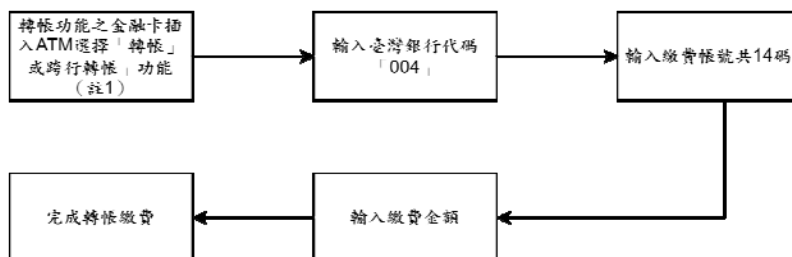 轉帳功能之金融卡插
入ATM選擇「轉帳」
或跨行轉帳」功能
（註1）
輸入臺灣銀行代碼
「004」
輸入繳費帳號共14碼
輸入繳費金額
完成轉帳繳費